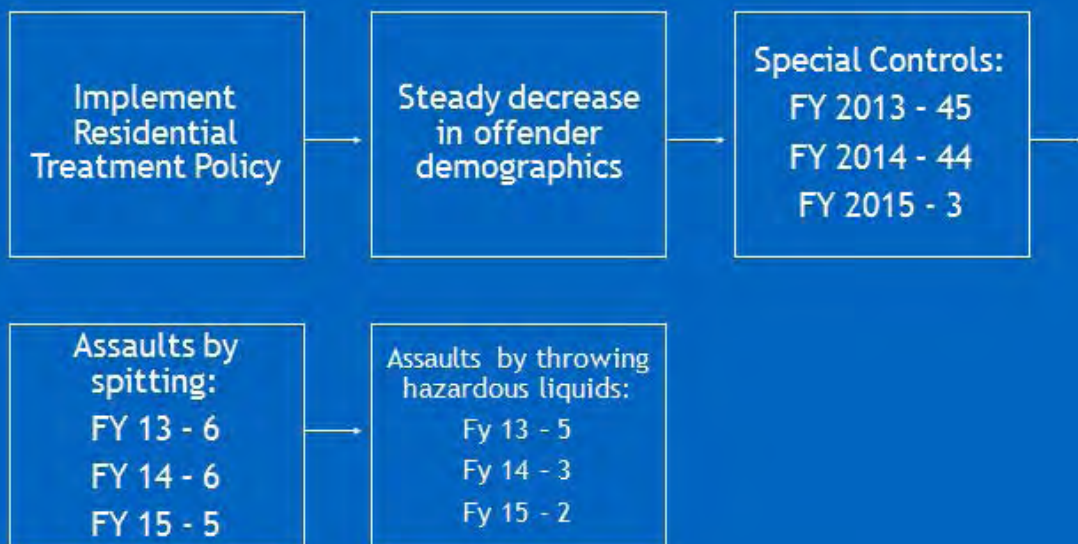 Implement
Residential
Treatment Policy
Steady decrease
in offender
demographics
Special Controls:
FY 2013 - 45
FY 2014 - 44
FY 2015 - 3
Assaults by
spitting:
FY 13 - 6
FY 14 - 6
FY 15 - 5
Assaults by throwing
hazardous liquids:
Fy 13 - 5
Fy 14 - 3
Fy 15 - 2